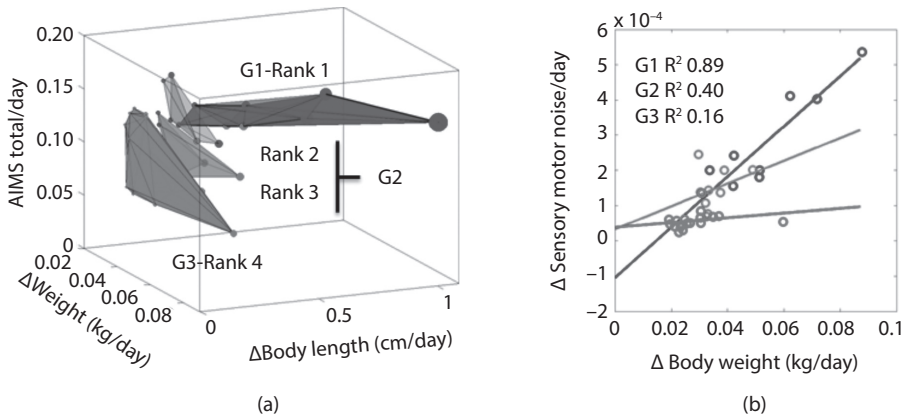 0.20
0.15
0.10
0.05
0
AIMS total/day
G1-Rank 1
Rank 2
Rank 3
G2
G3-Rank 4
0.02
0.04
0.06
0.08
ΔWeight (kg/day)
0
0.5
1
ΔBody length (cm/day)
(a)
6
x 10⁻⁴
4
2
0
−1
−2
Δ Sensory motor noise/day
G1 R² 0.89
G2 R² 0.40
G3 R² 0.16
0
0.02
0.04
0.06
0.08
0.1
Δ Body weight (kg/day)
(b)